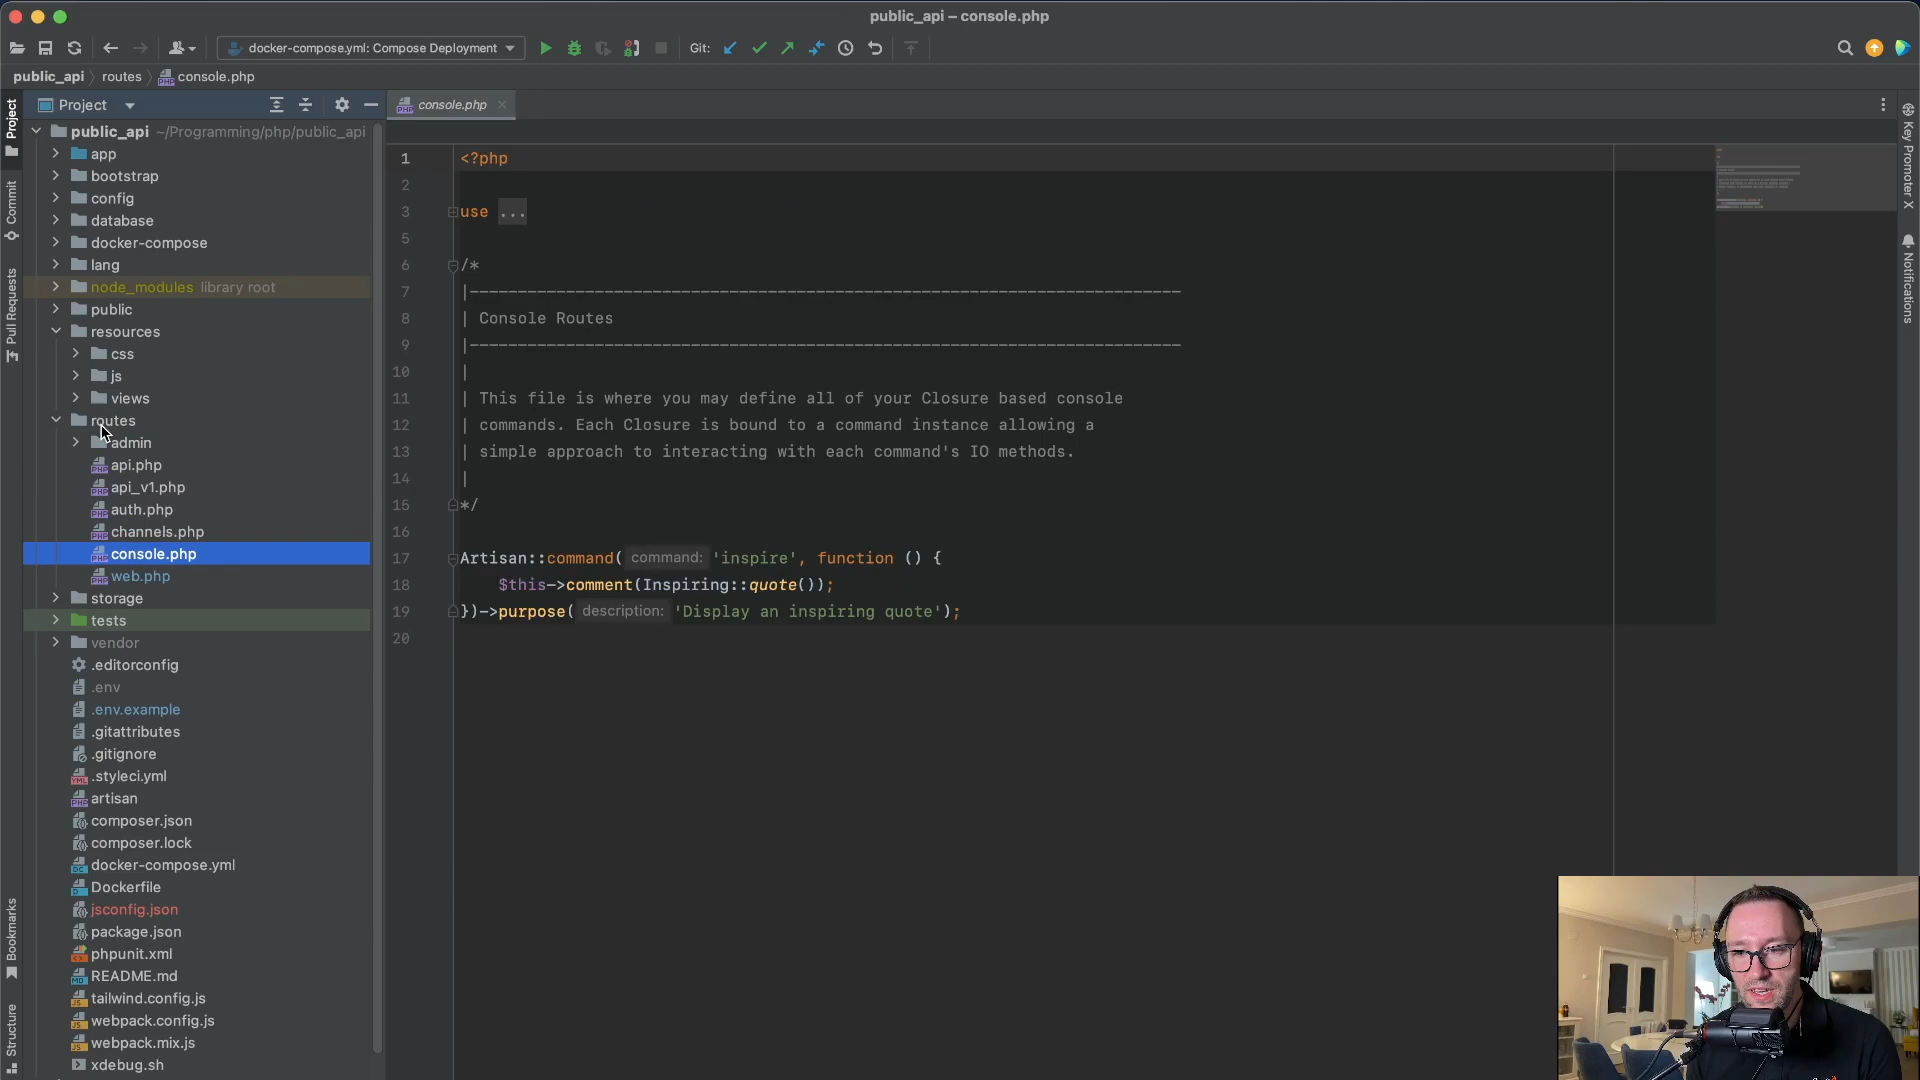 public_api – console.php
docker-compose.yml: Compose Deployment
Git:
public_api
routes
console.php
Project
console.php
public_api ~/Programming/php/public_api
app
bootstrap
config
database
docker-compose
lang
node_modules library root
public
resources
css
js
views
routes
admin
api.php
api_v1.php
auth.php
channels.php
console.php
web.php
storage
tests
vendor
.editorconfig
.env
.env.example
.gitattributes
.gitignore
.styleci.yml
artisan
composer.json
composer.lock
docker-compose.yml
Dockerfile
jsconfig.json
package.json
phpunit.xml
README.md
tailwind.config.js
webpack.config.js
webpack.mix.js
xdebug.sh
Project
Commit
Pull Requests
Bookmarks
Structure
1 <?php
2
3 use ...
5
6 /*
7 |--------------------------------------------------------------------------
8 | Console Routes
9 |--------------------------------------------------------------------------
10 |
11 | This file is where you may define all of your Closure based console
12 | commands. Each Closure is bound to a command instance allowing a
13 | simple approach to interacting with each command's IO methods.
14 |
15 */
16
17 Artisan::command( command: 'inspire', function () {
18 $this->comment(Inspiring::quote());
19 })->purpose( description: 'Display an inspiring quote');
20
Key Promoter X
Notifications